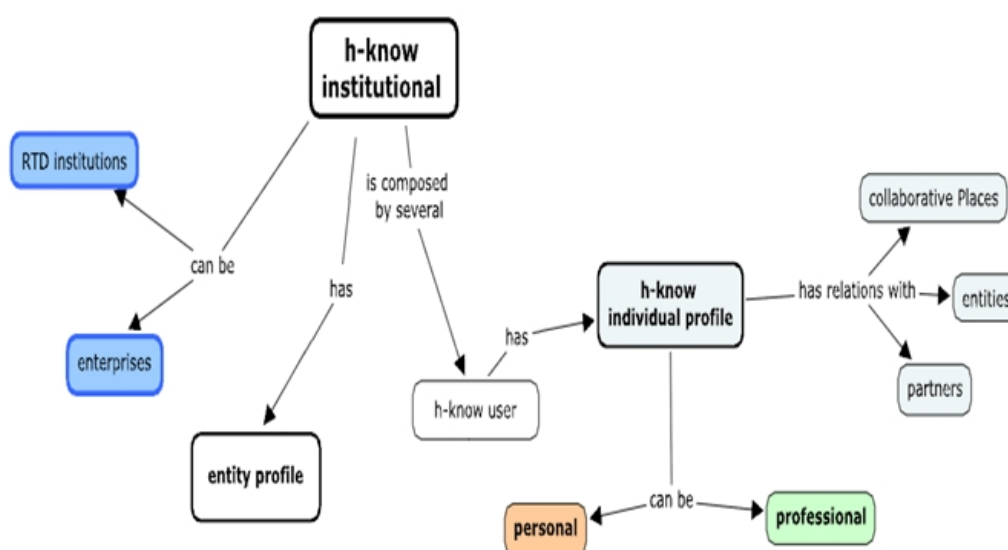 h-know
institutional
RTD institutions
is composed
by several
collaborative Places
can be
has
h-know
individual profile
has relations with
entities
has
enterprises
partners
h-know user
entity profile
can be
personal
professional